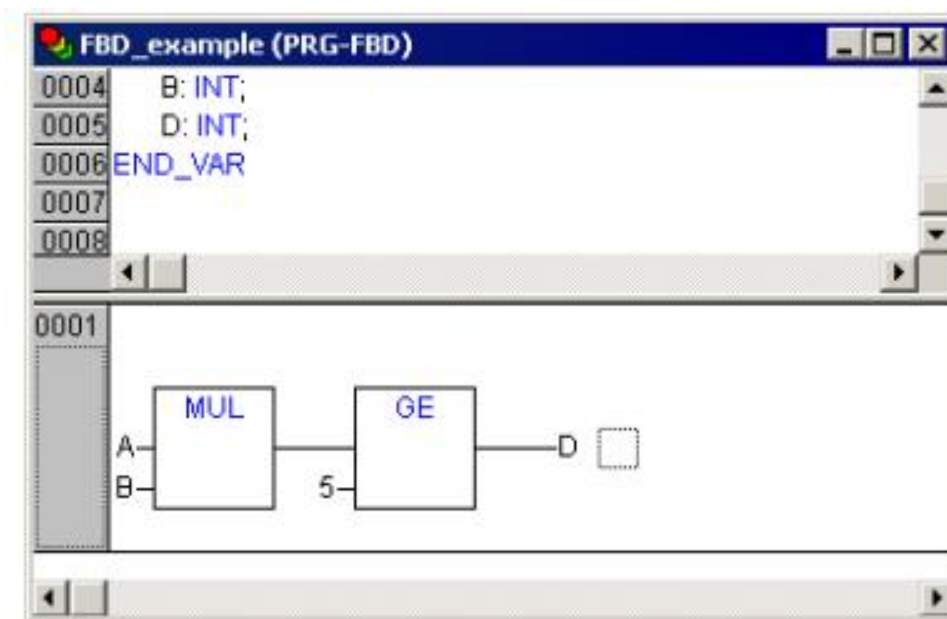 FBD_example (PRG-FBD)
0004 B: INT;
0005 D: INT;
0006 END_VAR
0007
0008
0001
MUL GE
A D
B 5